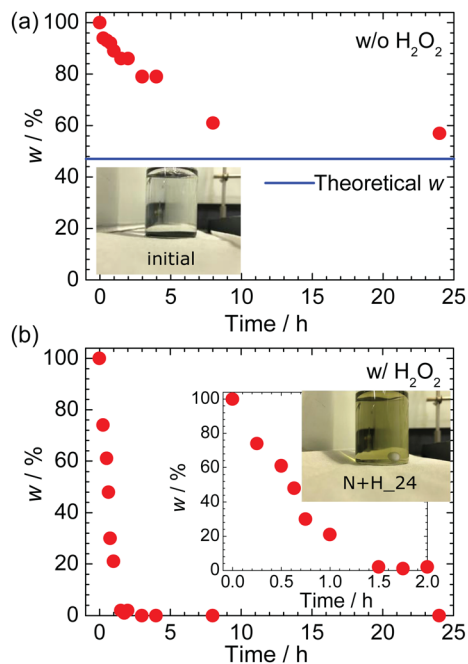 (a)
w/o H₂O₂
100
80
60
40
20
0
w / %
Theoretical w
initial
0 5 10 15 20 25
Time / h
(b)
w/ H₂O₂
100
80
60
40
20
0
w / %
100
80
60
40
20
0
w / %
N+H_24
0.0 0.5 1.0 1.5 2.0
Time / h
0 5 10 15 20 25
Time / h